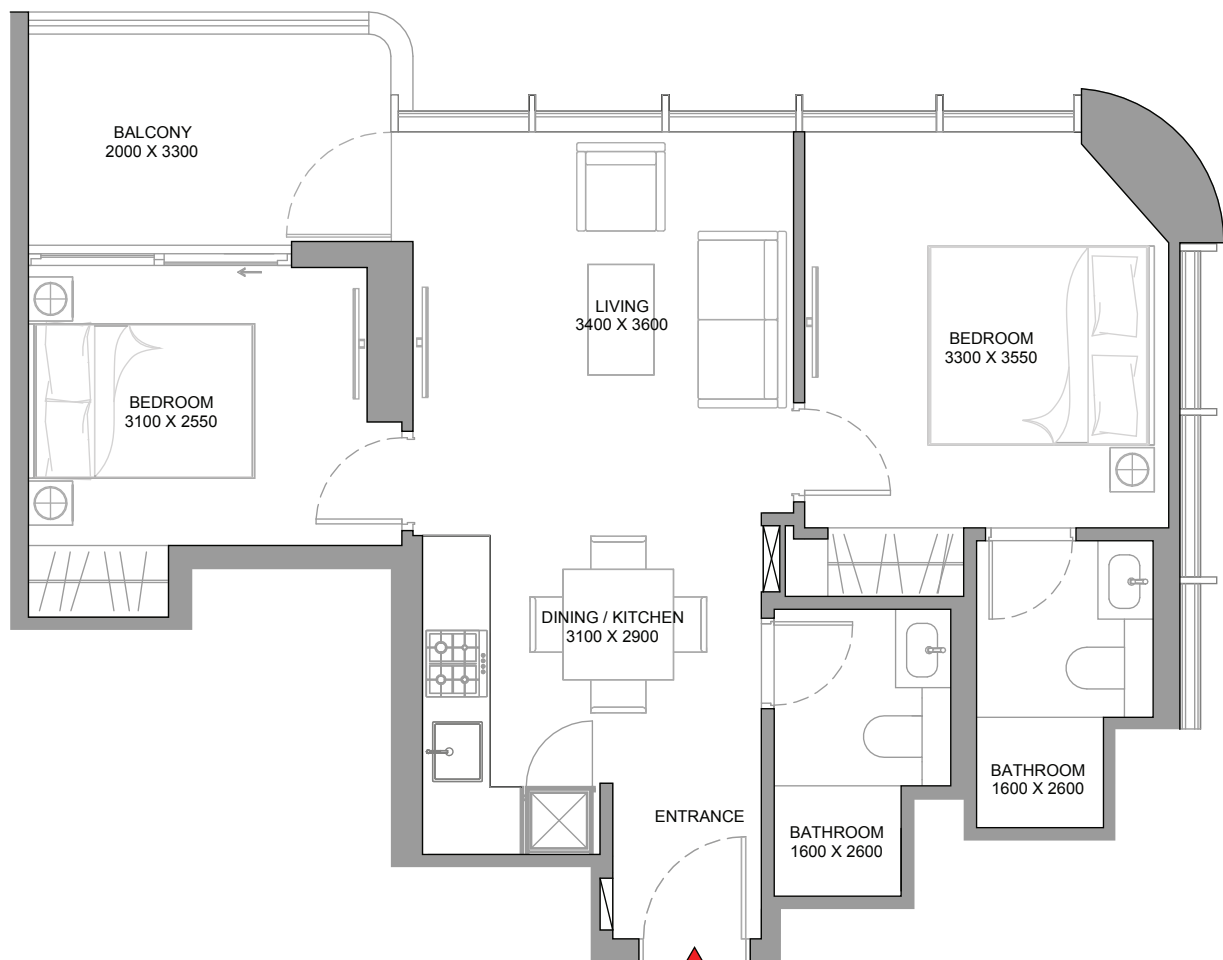 BALCONY
2000 X 3300
LIVING
3400 X 3600
BEDROOM
3300 X 3550
BEDROOM
3100 X 2550
DINING / KITCHEN
3100 X 2900
BATHROOM
1600 X 2600
ENTRANCE
BATHROOM
1600 X 2600